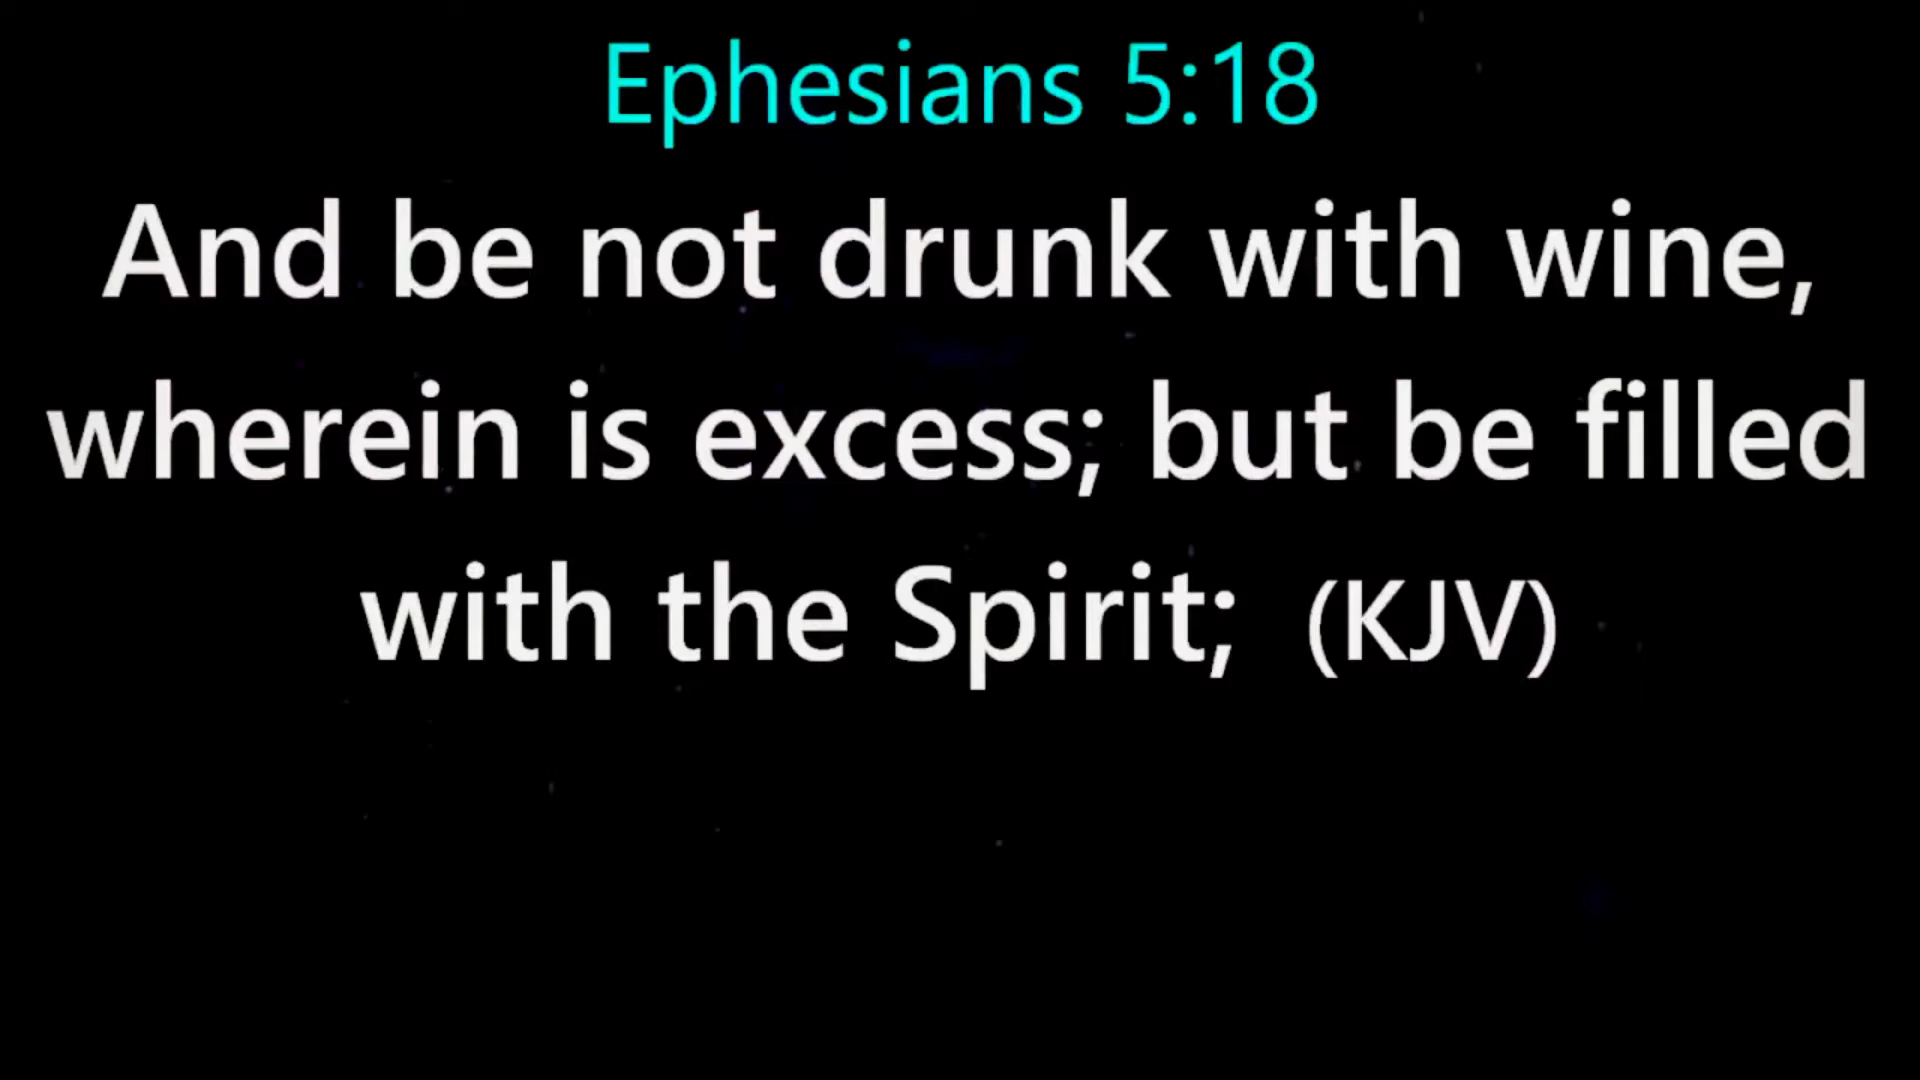 Ephesians 5:18
And be not drunk with wine,
wherein is excess; but be filled
with the Spirit; (KJV)